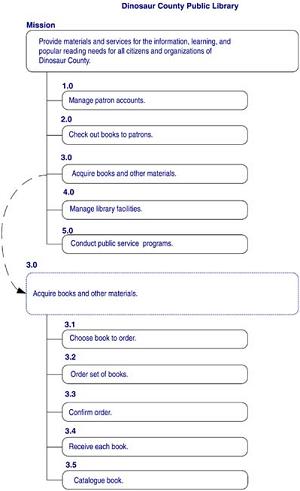 Dinosaur County Public Library
Mission
Provide materials and services for the information, learning, and
popular reading needs for all citizens and organizations of
Dinosaur County.
1.0
Manage patron accounts.
2.0
Check out books to patrons.
3.0
Acquire books and other materials.
4.0
Manage library facilities.
5.0
Conduct public service programs.
3.0
Acquire books and other materials.
3.1
Choose book to order.
3.2
Order set of books.
3.3
Confirm order.
3.4
Receive each book.
3.5
Catalogue book.